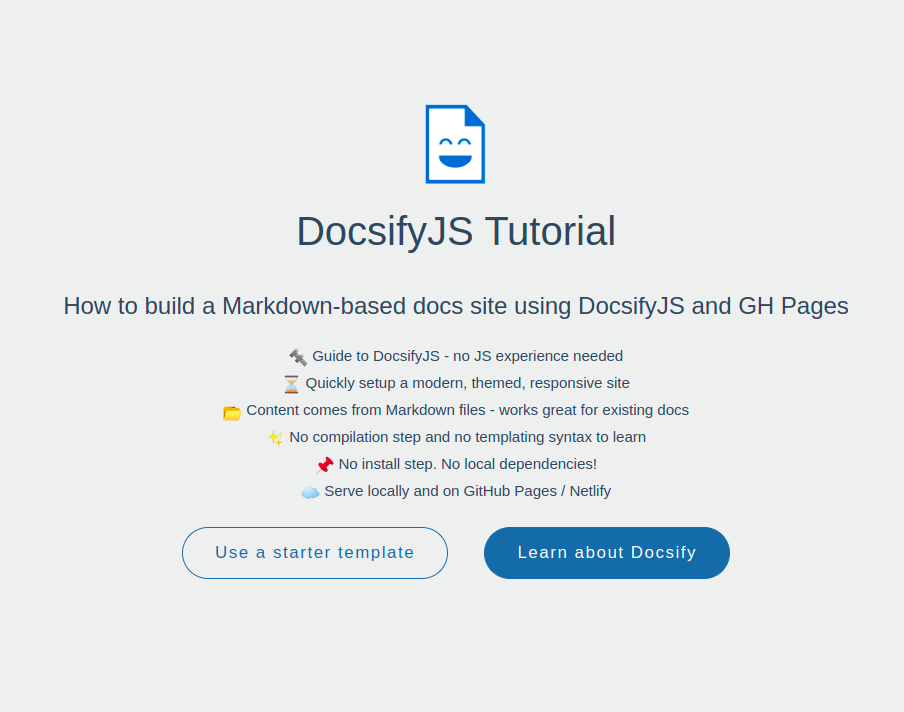 DocsifyJS Tutorial
How to build a Markdown-based docs site using DocsifyJS and GH Pages
Guide to DocsifyJS - no JS experience needed
Quickly setup a modern, themed, responsive site
Content comes from Markdown files - works great for existing docs
No compilation step and no templating syntax to learn
No install step. No local dependencies!
Serve locally and on GitHub Pages / Netlify
Use a starter template
Learn about Docsify